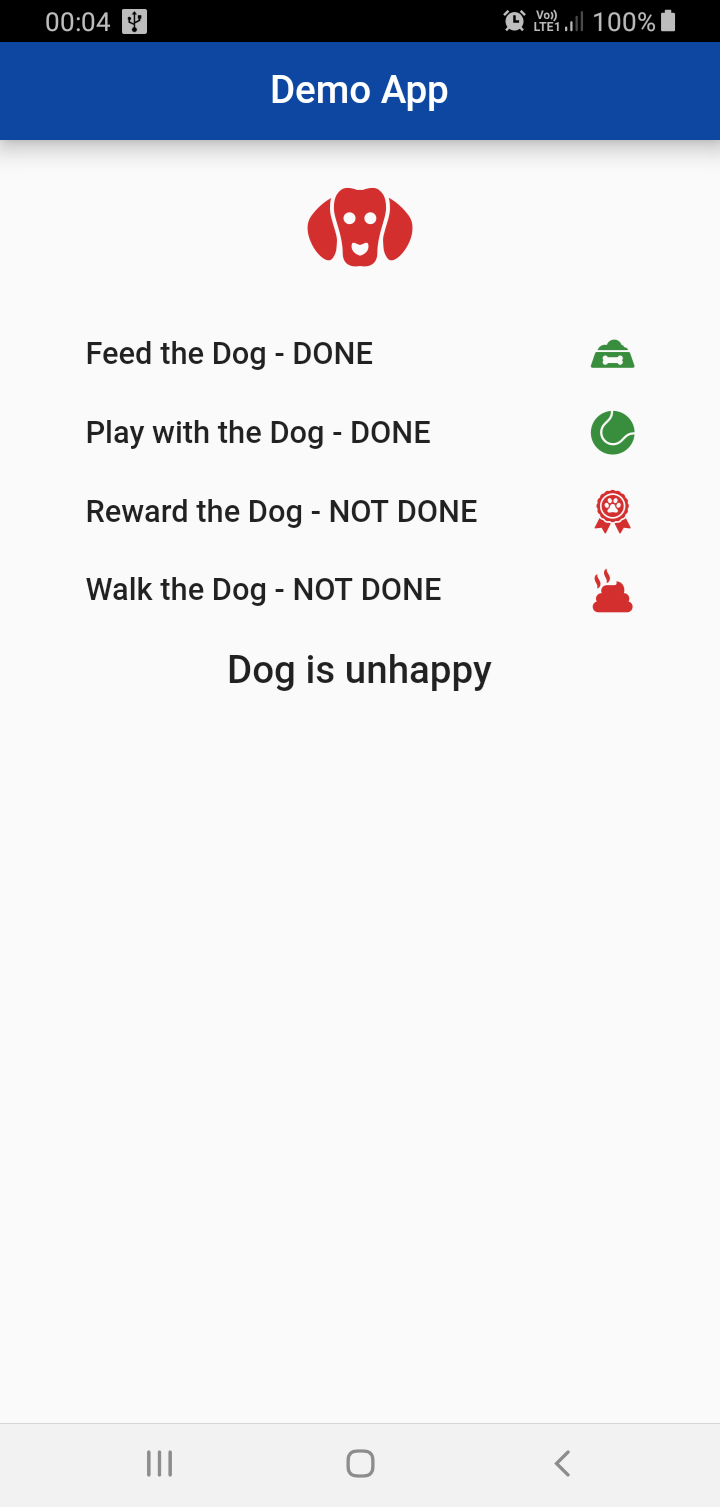 00:04 Vo) 100%
LTE1
Demo App
Feed the Dog - DONE
Play with the Dog - DONE
Reward the Dog - NOT DONE
Walk the Dog - NOT DONE
Dog is unhappy